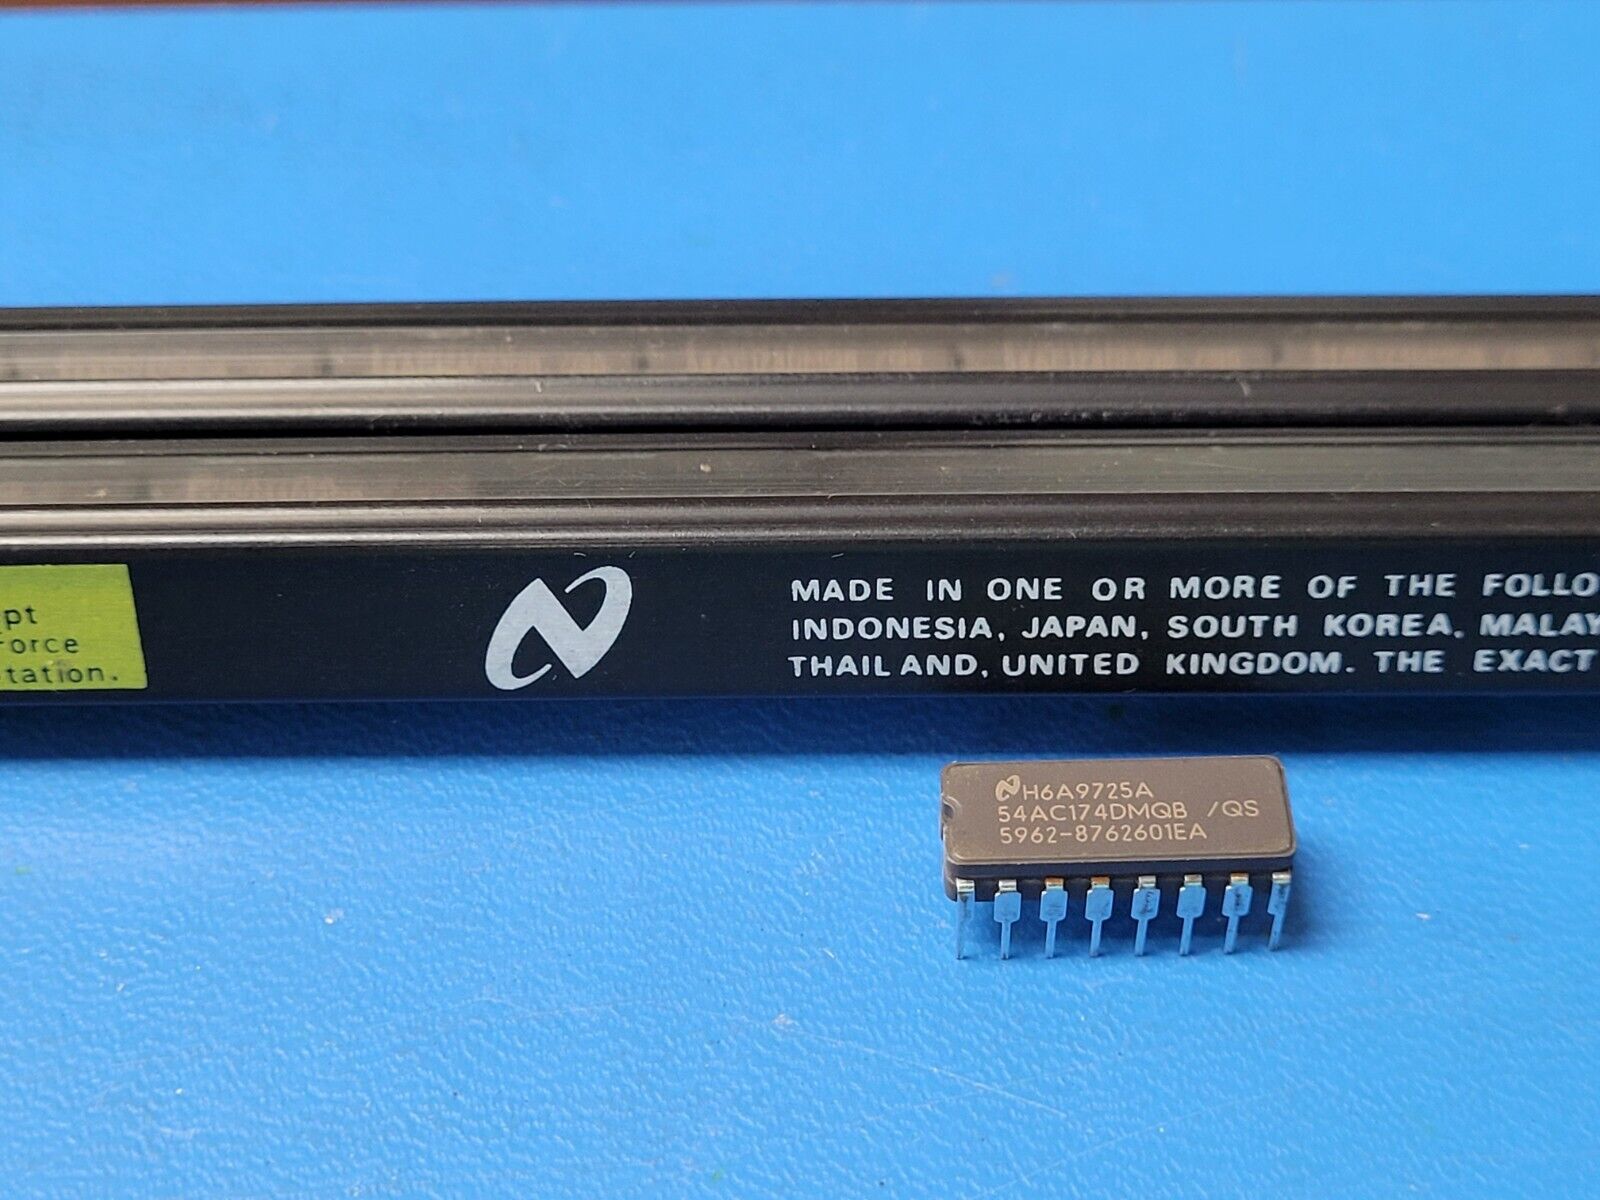 pt
orce
tation.
MADE IN ONE OR MORE OF THE FOLLO
INDONESIA, JAPAN, SOUTH KOREA. MALAY
THAILAND, UNITED KINGDOM. THE EXACT
H6A9725A
54AC174DMQB /QS
5962-8762601EA